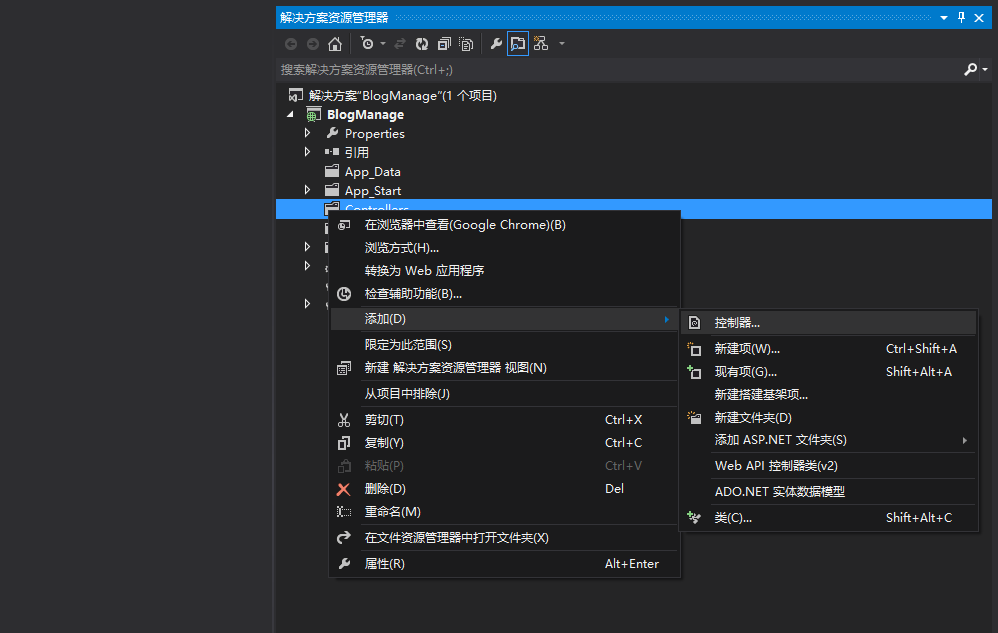 解决方案资源管理器
搜索解决方案资源管理器(Ctrl+;)
解决方案"BlogManage"(1 个项目)
BlogManage
Properties
引用
App_Data
App_Start
Controllers
在浏览器中查看(Google Chrome)(B)
浏览方式(H)...
转换为 Web 应用程序
检查辅助功能(B)...
添加(D)
限定为此范围(S)
新建 解决方案资源管理器 视图(N)
从项目中排除(J)
剪切(T) Ctrl+X
复制(Y) Ctrl+C
粘贴(P) Ctrl+V
删除(D) Del
重命名(M)
在文件资源管理器中打开文件夹(X)
属性(R) Alt+Enter
控制器...
新建项(W)... Ctrl+Shift+A
现有项(G)... Shift+Alt+A
新建搭建基架项...
新建文件夹(D)
添加 ASP.NET 文件夹(S)
Web API 控制器类(v2)
ADO.NET 实体数据模型
类(C)... Shift+Alt+C